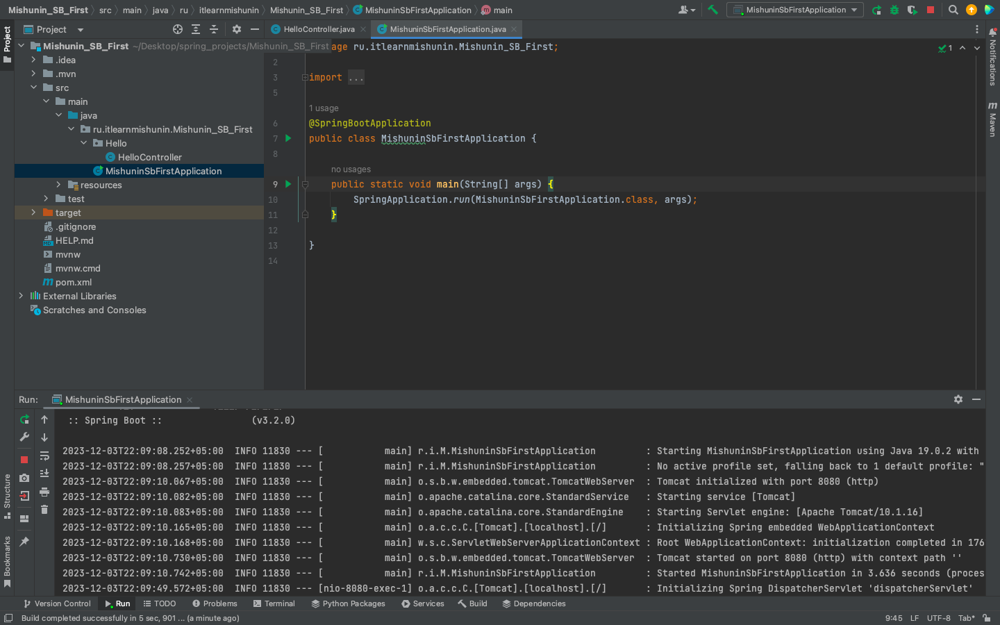 Mishunin_SB_First src main java ru itlearnmishunin Mishunin_SB_First MishuninSbFirstApplication main
MishuninSbFirstApplication
Project
HelloController.java
MishuninSbFirstApplication.java
Project
Mishunin_SB_First ~/Desktop/spring_projects/Mishunin_SB_First
.idea
.mvn
src
main
java
ru.itlearnmishunin.Mishunin_SB_First
Hello
HelloController
MishuninSbFirstApplication
resources
test
target
.gitignore
HELP.md
mvnw
mvnw.cmd
pom.xml
External Libraries
Scratches and Consoles
age ru.itlearnmishunin.Mishunin_SB_First;
1
2
3 import ...
5
1 usage
6 @SpringBootApplication
7 public class MishuninSbFirstApplication {
8
no usages
9 public static void main(String[] args) {
10 SpringApplication.run(MishuninSbFirstApplication.class, args);
11 }
12
13 }
14
Notifications
m Maven
Run: MishuninSbFirstApplication
:: Spring Boot :: (v3.2.0)
2023-12-03T22:09:08.252+05:00 INFO 11830 --- [ main] r.i.M.MishuninSbFirstApplication : Starting MishuninSbFirstApplication using Java 19.0.2 with
2023-12-03T22:09:08.257+05:00 INFO 11830 --- [ main] r.i.M.MishuninSbFirstApplication : No active profile set, falling back to 1 default profile: "
2023-12-03T22:09:10.067+05:00 INFO 11830 --- [ main] o.s.b.w.embedded.tomcat.TomcatWebServer : Tomcat initialized with port 8080 (http)
2023-12-03T22:09:10.082+05:00 INFO 11830 --- [ main] o.apache.catalina.core.StandardService : Starting service [Tomcat]
2023-12-03T22:09:10.083+05:00 INFO 11830 --- [ main] o.apache.catalina.core.StandardEngine : Starting Servlet engine: [Apache Tomcat/10.1.16]
2023-12-03T22:09:10.165+05:00 INFO 11830 --- [ main] o.a.c.c.C.[Tomcat].[localhost].[/] : Initializing Spring embedded WebApplicationContext
2023-12-03T22:09:10.168+05:00 INFO 11830 --- [ main] w.s.c.ServletWebServerApplicationContext : Root WebApplicationContext: initialization completed in 176
2023-12-03T22:09:10.730+05:00 INFO 11830 --- [ main] o.s.b.w.embedded.tomcat.TomcatWebServer : Tomcat started on port 8080 (http) with context path ''
2023-12-03T22:09:10.742+05:00 INFO 11830 --- [ main] r.i.M.MishuninSbFirstApplication : Started MishuninSbFirstApplication in 3.636 seconds (proces
2023-12-03T22:09:49.572+05:00 INFO 11830 --- [nio-8080-exec-1] o.a.c.c.C.[Tomcat].[localhost].[/] : Initializing Spring DispatcherServlet 'dispatcherServlet'
Structure
Bookmarks
Version Control Run TODO Problems Terminal Python Packages Services Build Dependencies
Build completed successfully in 5 sec, 901 ... (a minute ago) 9:45 LF UTF-8 Tab*